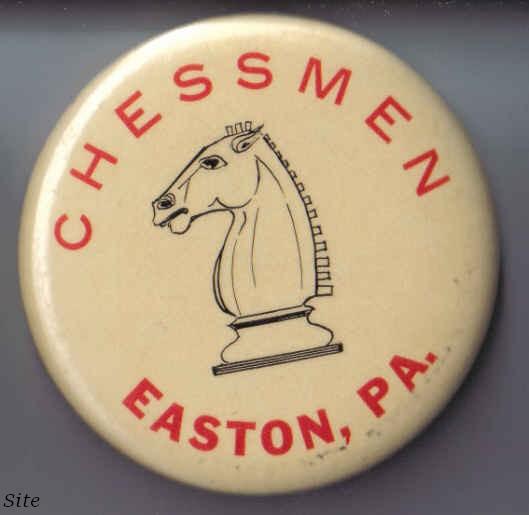 CHESSMEN
EASTON, PA.
Site